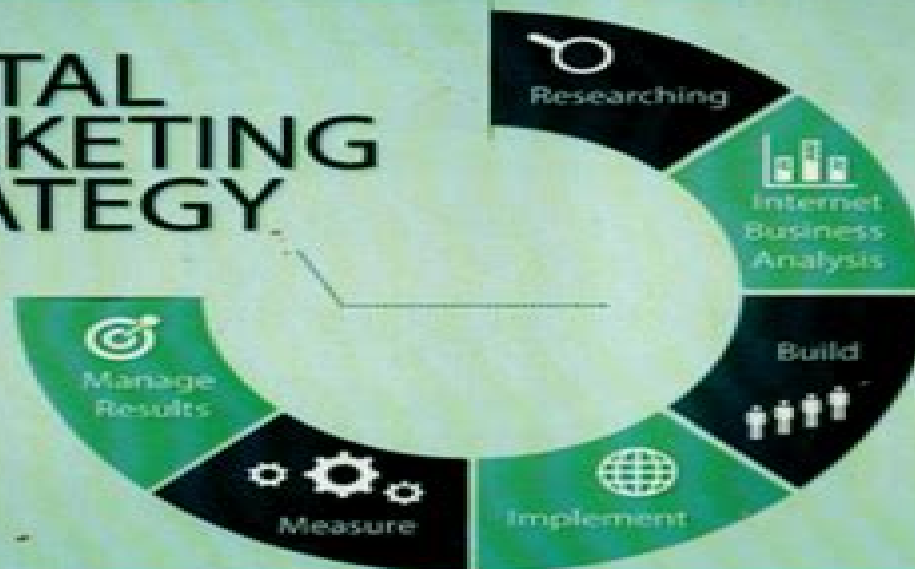 TAL
KETING
ATEGY
Researching
Internet
Business
Analysis
Build
Implement
Measure
Manage
Results